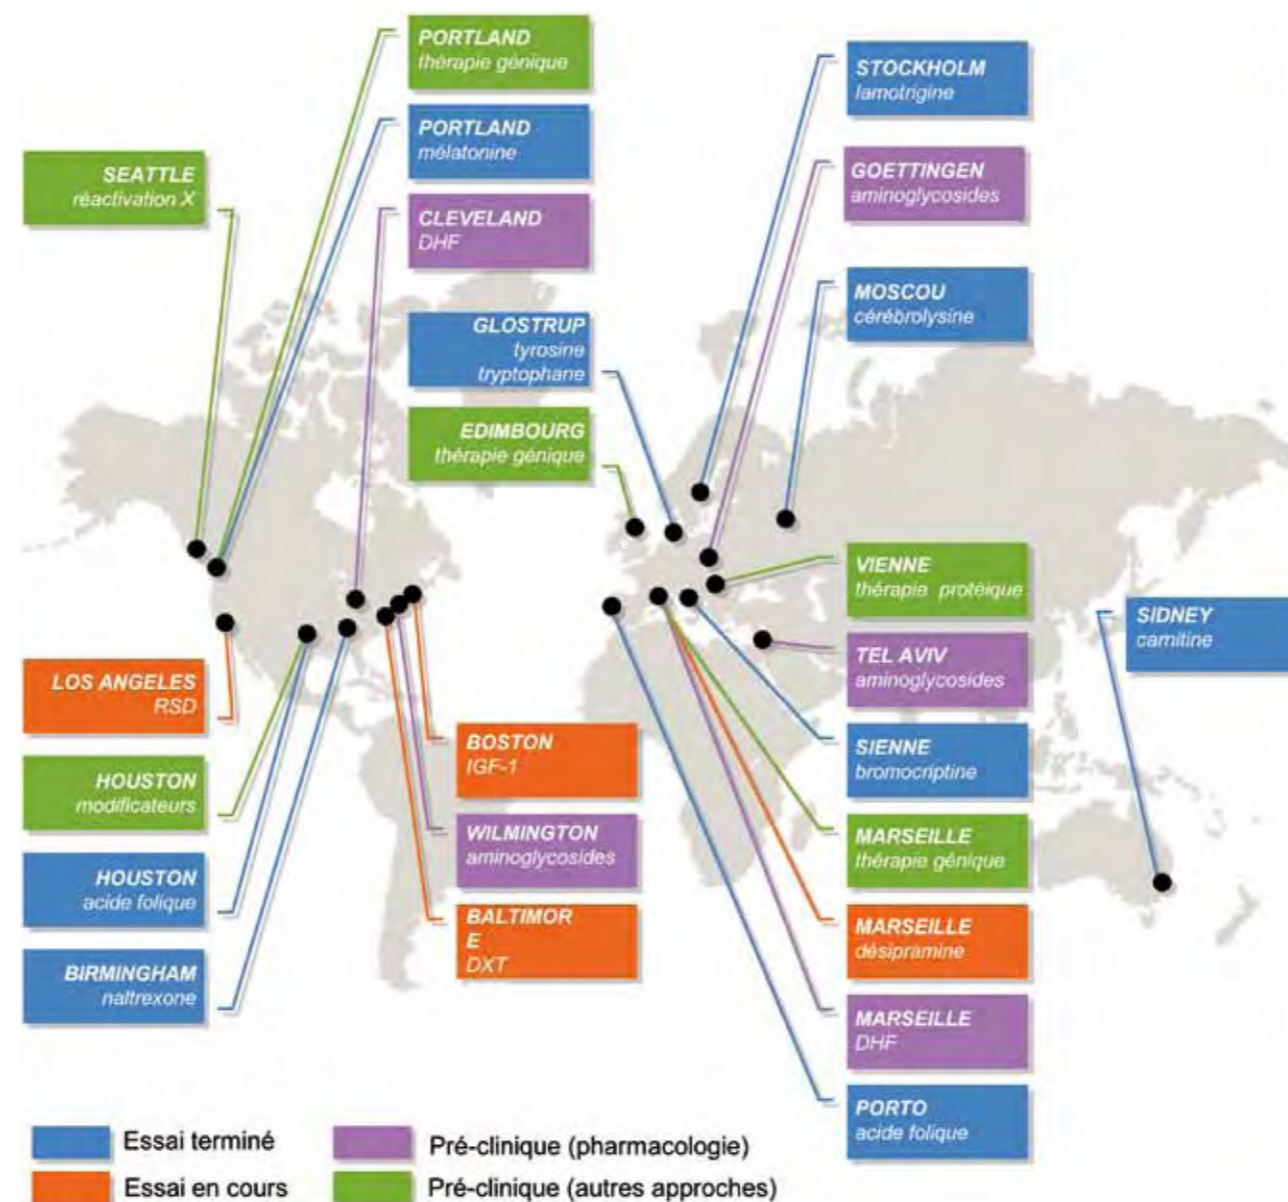 PORTLAND
thérapie génique
PORTLAND
mélatonine
SEATTLE
réactivation X
CLEVELAND
DHF
GLOSTRUP
tyrosine
tryptophane
EDIMBOURG
thérapie génique
STOCKHOLM
lamotrigine
GOETTINGEN
aminoglycosides
MOSCOU
cérébrolysine
VIENNE
thérapie protéique
TEL AVIV
aminoglycosides
SIDNEY
carnitine
SIENNE
bromocriptine
MARSEILLE
thérapie génique
MARSEILLE
désipramine
MARSEILLE
DHF
PORTO
acide folique
LOS ANGELES
RSD
HOUSTON
modificateurs
HOUSTON
acide folique
BIRMINGHAM
naltrexone
BOSTON
IGF-1
WILMINGTON
aminoglycosides
BALTIMOR
E
DXT
Essai terminé
Pré-clinique (pharmacologie)
Essai en cours
Pré-clinique (autres approches)